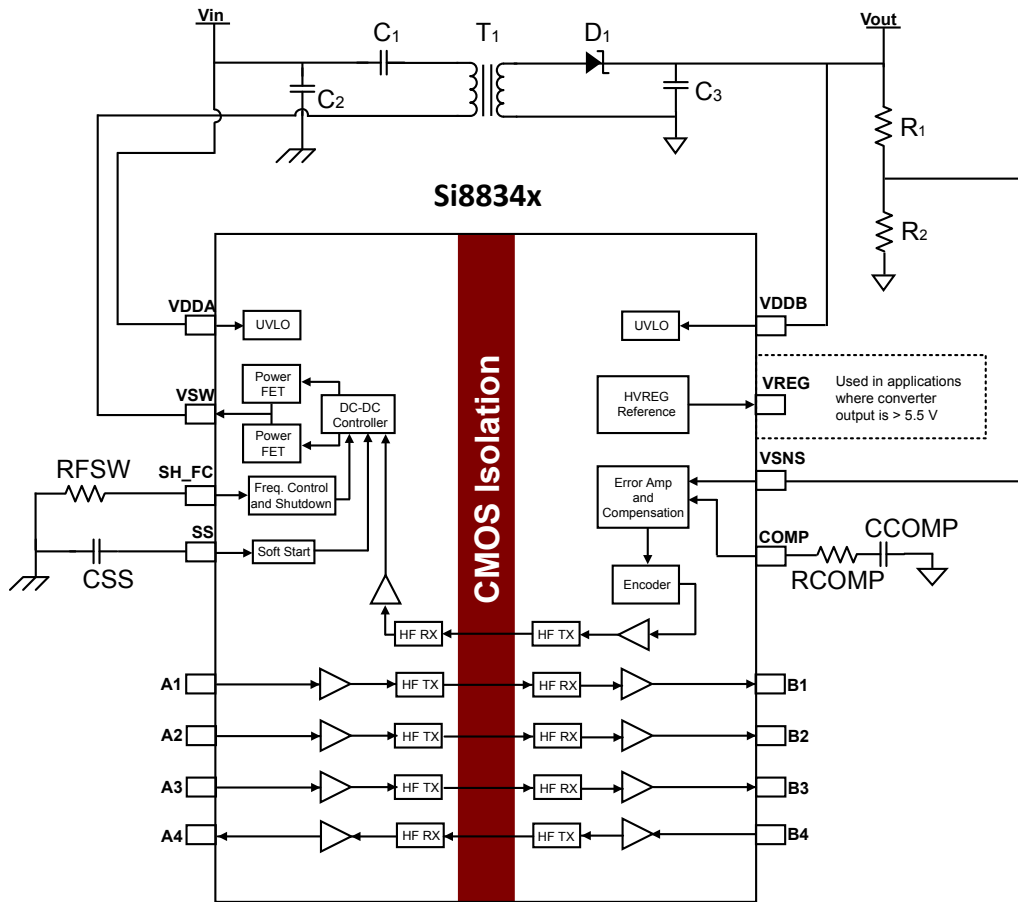 Vin
Vout
C1
T1
D1
C2
C3
R1
R2
Si8834x
CMOS Isolation
VDDA
UVLO
UVLO
VDDB
Power
FET
VSW
Power
FET
DC-DC
Controller
HVREG
Reference
VREG
Used in applications
where converter
output is > 5.5 V
RFSW
SH_FC
Freq. Control
and Shutdown
Error Amp
and
Compensation
VSNS
SS
Soft Start
CSS
COMP
CCOMP
RCOMP
Encoder
HF RX
HF TX
A1
HF TX
HF RX
B1
A2
HF TX
HF RX
B2
A3
HF TX
HF RX
B3
A4
HF RX
HF TX
B4